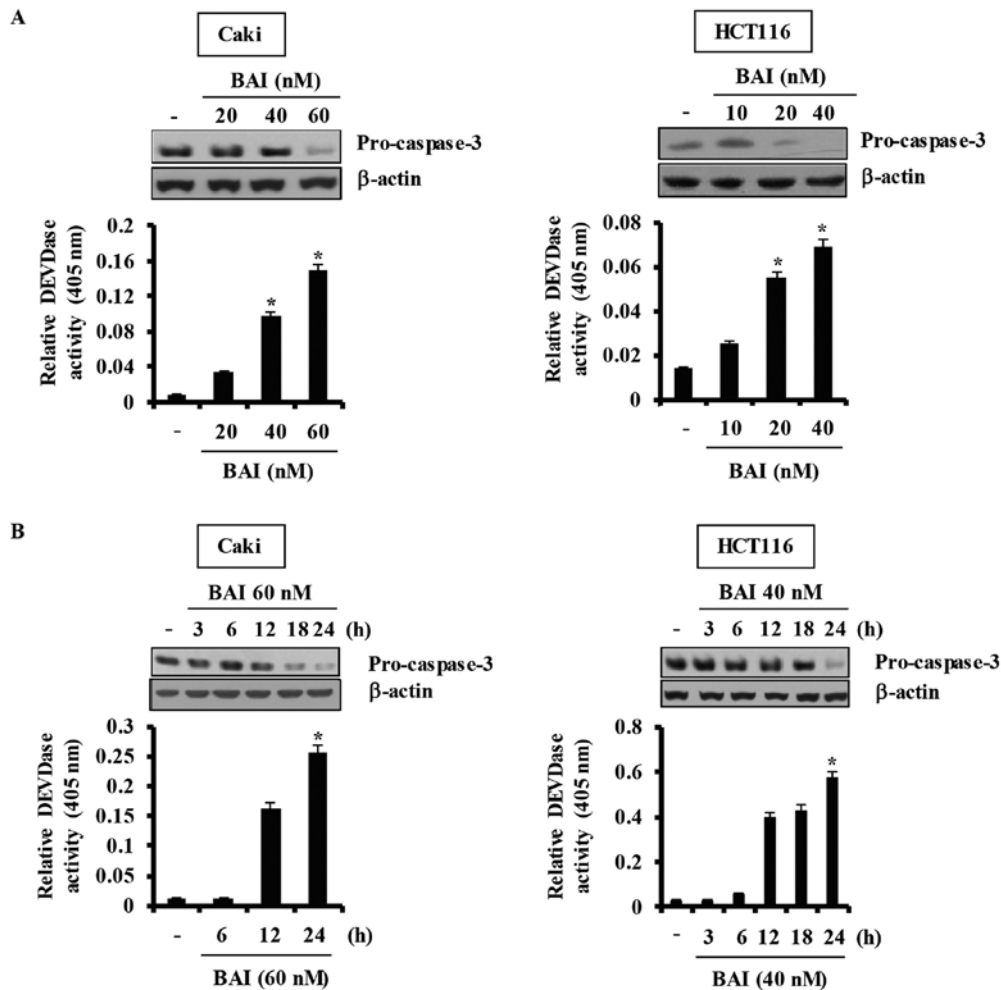 A
Caki
BAI (nM)
- 20 40 60
Pro-caspase-3
β-actin
Relative DEVDase
activity (405 nm)
0.2
0.16
0.12
0.08
0.04
0
* *
- 20 40 60
BAI (nM)
HCT116
BAI (nM)
- 10 20 40
Pro-caspase-3
β-actin
Relative DEVDase
activity (405 nm)
0.08
0.06
0.04
0.02
0
* *
- 10 20 40
BAI (nM)
B
Caki
BAI 60 nM
- 3 6 12 18 24 (h)
Pro-caspase-3
β-actin
Relative DEVDase
activity (405 nm)
0.3
0.25
0.2
0.15
0.1
0.05
0
*
- 6 12 24 (h)
BAI (60 nM)
HCT116
BAI 40 nM
- 3 6 12 18 24 (h)
Pro-caspase-3
β-actin
Relative DEVDase
activity (405 nm)
0.8
0.6
0.4
0.2
0
*
- 3 6 12 18 24 (h)
BAI (40 nM)